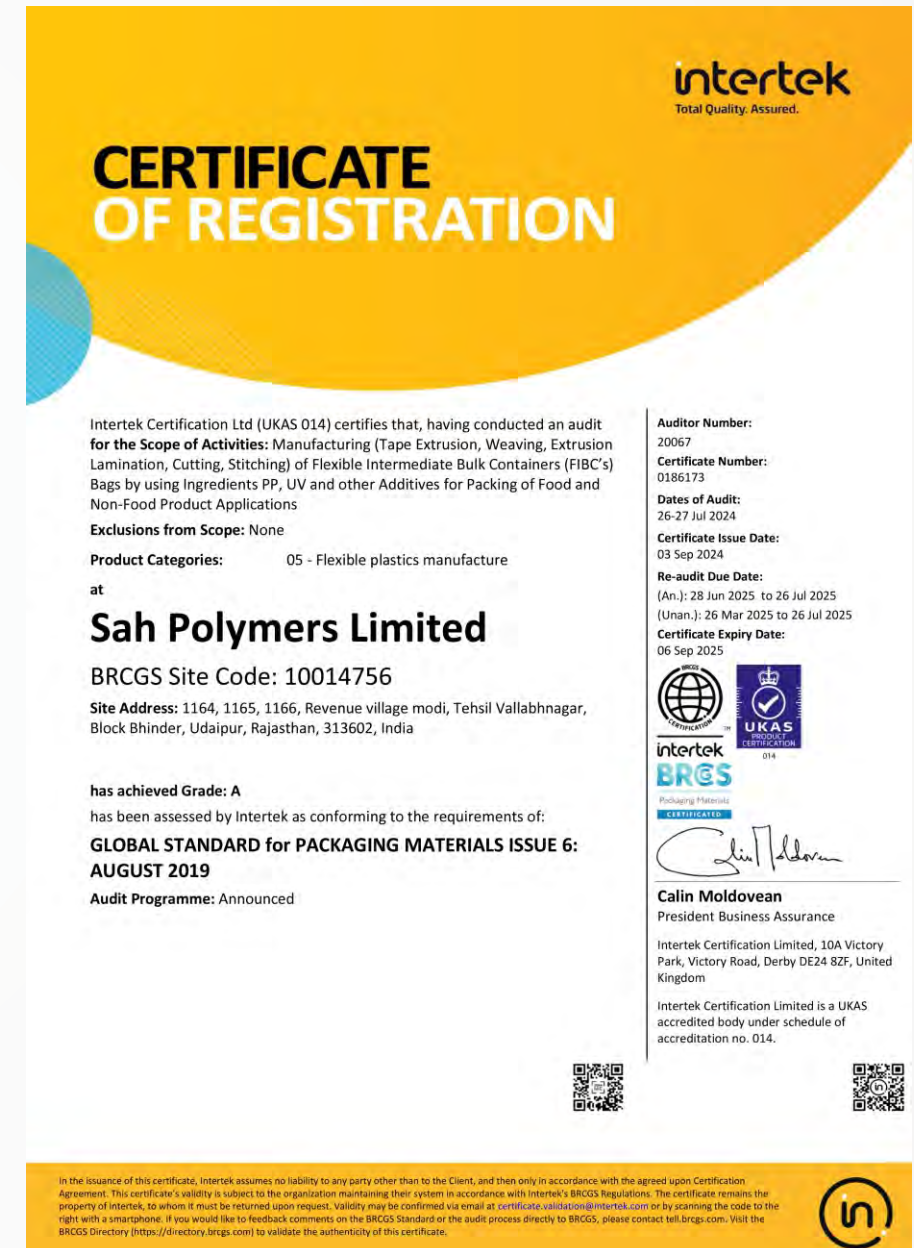 intertek
Total Quality. Assured.
CERTIFICATE
OF REGISTRATION
Intertek Certification Ltd (UKAS 014) certifies that, having conducted an audit
for the Scope of Activities: Manufacturing (Tape Extrusion, Weaving, Extrusion
Lamination, Cutting, Stitching) of Flexible Intermediate Bulk Containers (FIBC's)
Bags by using Ingredients PP, UV and other Additives for Packing of Food and
Non-Food Product Applications
Exclusions from Scope: None
Product Categories: 05 - Flexible plastics manufacture
at
Sah Polymers Limited
BRCGS Site Code: 10014756
Site Address: 1164, 1165, 1166, Revenue village modi, Tehsil Vallabhnagar,
Block Bhinder, Udaipur, Rajasthan, 313602, India
has achieved Grade: A
has been assessed by Intertek as conforming to the requirements of:
GLOBAL STANDARD for PACKAGING MATERIALS ISSUE 6:
AUGUST 2019
Audit Programme: Announced
Auditor Number:
20067
Certificate Number:
0186173
Dates of Audit:
26-27 Jul 2024
Certificate Issue Date:
03 Sep 2024
Re-audit Due Date:
(An.): 28 Jun 2025 to 26 Jul 2025
(Unan.): 26 Mar 2025 to 26 Jul 2025
Certificate Expiry Date:
06 Sep 2025
BRCGS
CERTIFICATION
TM
intertek
UKAS
PRODUCT
CERTIFICATION
014
BRCGS
Packaging Materials
CERTIFICATED
Calin Moldovean
Calin Moldovean
President Business Assurance
Intertek Certification Limited, 10A Victory
Park, Victory Road, Derby DE24 8ZF, United
Kingdom
Intertek Certification Limited is a UKAS
accredited body under schedule of
accreditation no. 014.
in
In the issuance of this certificate, Intertek assumes no liability to any party other than to the Client, and then only in accordance with the agreed upon Certification
Agreement. This certificate's validity is subject to the organization maintaining their system in accordance with Intertek's BRCGS Regulations. The certificate remains the
property of intertek, to whom it must be returned upon request. Validity may be confirmed via email at certificate.validation@intertek.com or by scanning the code to the
right with a smartphone. If you would like to feedback comments on the BRCGS Standard or the audit process directly to BRCGS, please contact tell.brcgs.com. Visit the
BRCGS Directory (https://directory.brcgs.com) to validate the authenticity of this certificate.
in